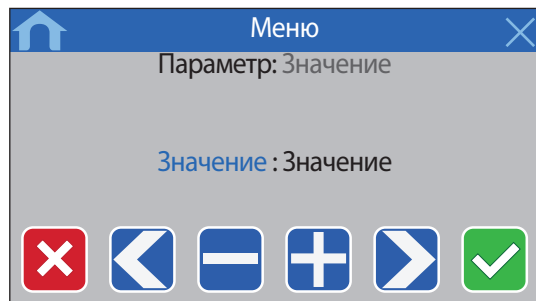 Меню
Параметр: Значение
Значение : Значение